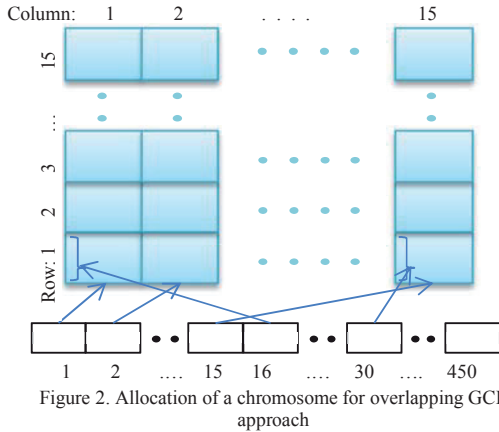 Column: 1 2 . . . . 15
15
...
3
2
Row: 1
1 2 .... 15 16 .... 30 .... 450
Figure 2. Allocation of a chromosome for overlapping GCI
approach